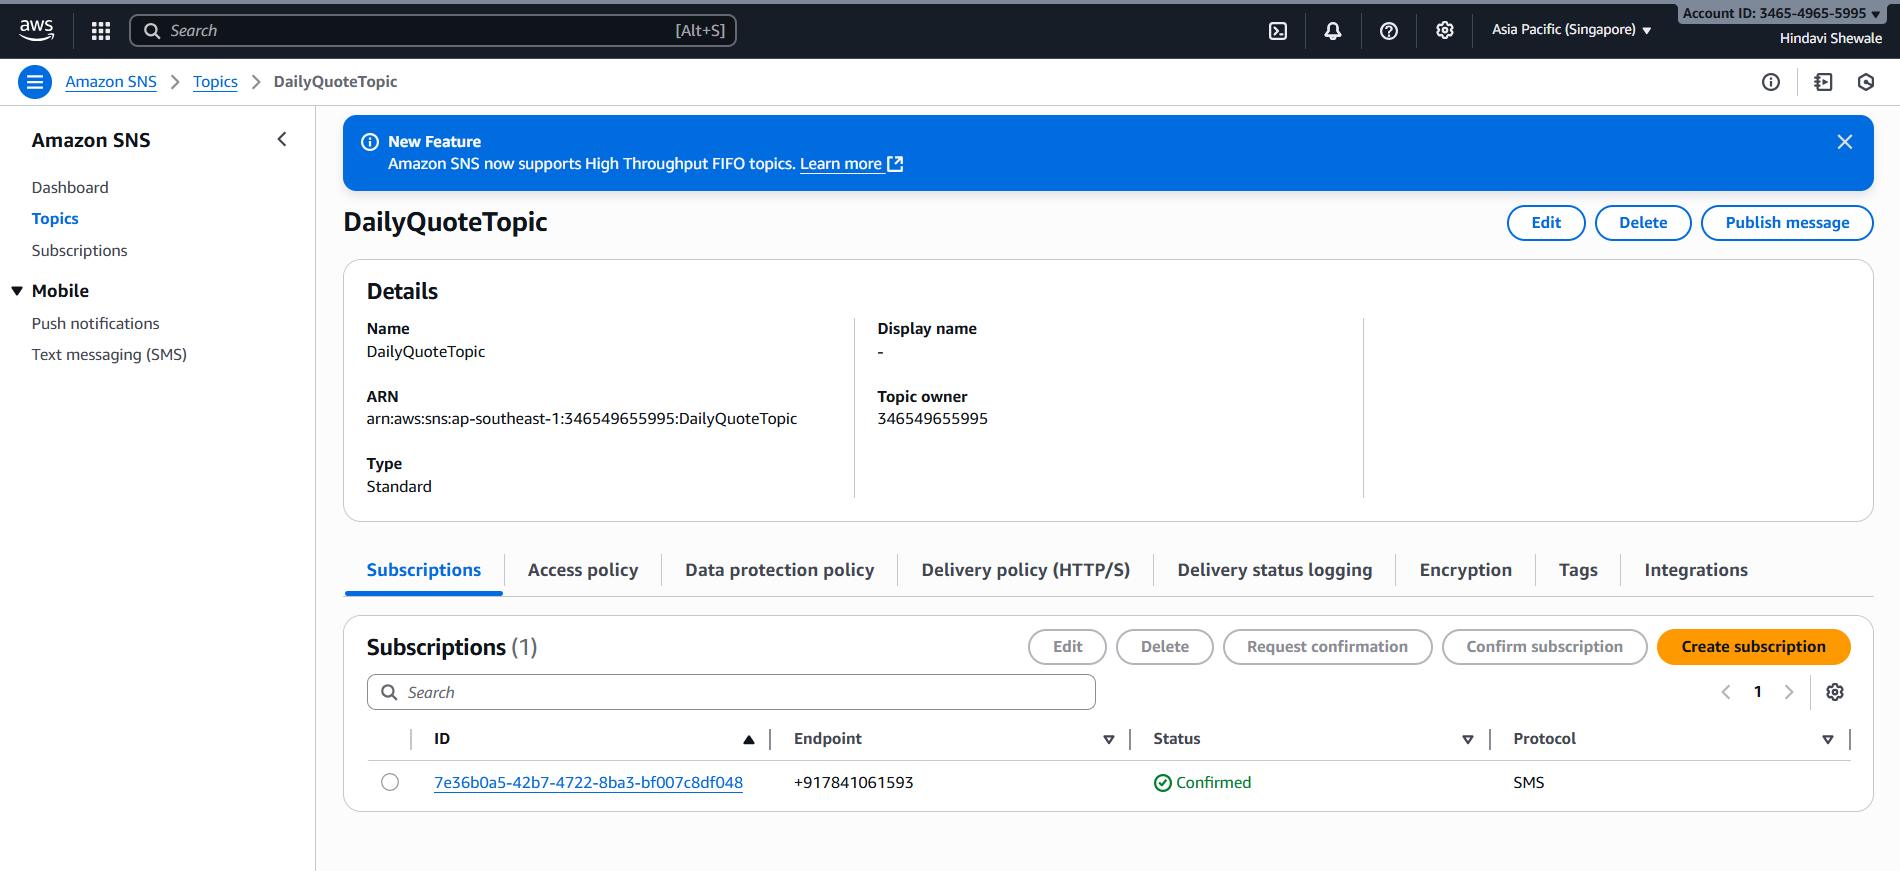 aws
Search [Alt+S]
Asia Pacific (Singapore)
Account ID: 3465-4965-5995
Hindavi Shewale
Amazon SNS
Topics
DailyQuoteTopic
Amazon SNS
Dashboard
Topics
Subscriptions
Mobile
Push notifications
Text messaging (SMS)
New Feature
Amazon SNS now supports High Throughput FIFO topics. Learn more
DailyQuoteTopic
Edit
Delete
Publish message
Details
Name
DailyQuoteTopic
ARN
arn:aws:sns:ap-southeast-1:346549655995:DailyQuoteTopic
Type
Standard
Display name
-
Topic owner
346549655995
Subscriptions
Access policy
Data protection policy
Delivery policy (HTTP/S)
Delivery status logging
Encryption
Tags
Integrations
Subscriptions (1)
Edit
Delete
Request confirmation
Confirm subscription
Create subscription
Search
1
ID
Endpoint
Status
Protocol
7e36b0a5-42b7-4722-8ba3-bf007c8df048
+917841061593
Confirmed
SMS